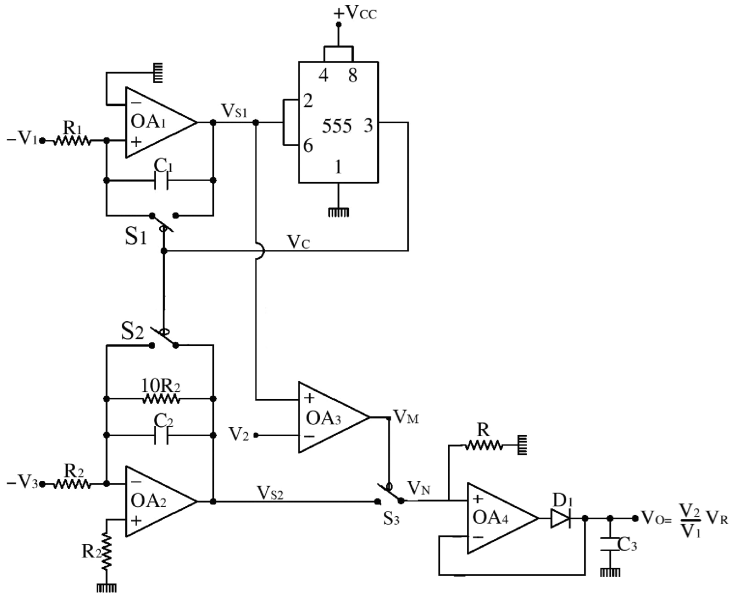 +VCC
4 8
2
555 3
6
1
−
OA1
+
VS1
−V1
R1
C1
S1
VC
S2
10R2
C2
+
OA3
−
VM
V2
−V3
R2
−
OA2
+
R2
VS2
S3
VN
R
+
OA4
−
D1
C3
VO= V2/V1 VR